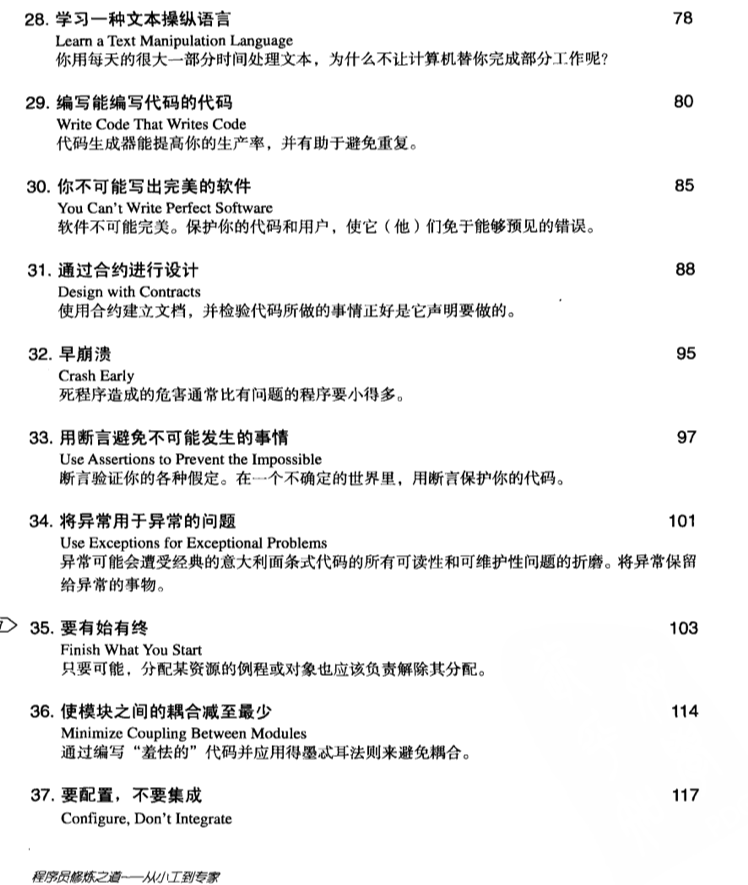 28. 学习一种文本操纵语言 78
Learn a Text Manipulation Language
你用每天的很大一部分时间处理文本，为什么不让计算机替你完成部分工作呢？
29. 编写能编写代码的代码 80
Write Code That Writes Code
代码生成器能提高你的生产率，并有助于避免重复。
30. 你不可能写出完美的软件 85
You Can't Write Perfect Software
软件不可能完美。保护你的代码和用户，使它（他）们免于能够预见的错误。
31. 通过合约进行设计 88
Design with Contracts
使用合约建立文档，并检验代码所做的事情正好是它声明要做的。
32. 早崩溃 95
Crash Early
死程序造成的危害通常比有问题的程序要小得多。
33. 用断言避免不可能发生的事情 97
Use Assertions to Prevent the Impossible
断言验证你的各种假定。在一个不确定的世界里，用断言保护你的代码。
34. 将异常用于异常的问题 101
Use Exceptions for Exceptional Problems
异常可能会遭受经典的意大利面条式代码的所有可读性和可维护性问题的折磨。将异常保留
给异常的事物。
35. 要有始有终 103
Finish What You Start
只要可能，分配某资源的例程或对象也应该负责解除其分配。
36. 使模块之间的耦合减至最少 114
Minimize Coupling Between Modules
通过编写“羞怯的”代码并应用得墨忒耳法则来避免耦合。
37. 要配置，不要集成 117
Configure, Don't Integrate
程序员修炼之道——从小工到专家